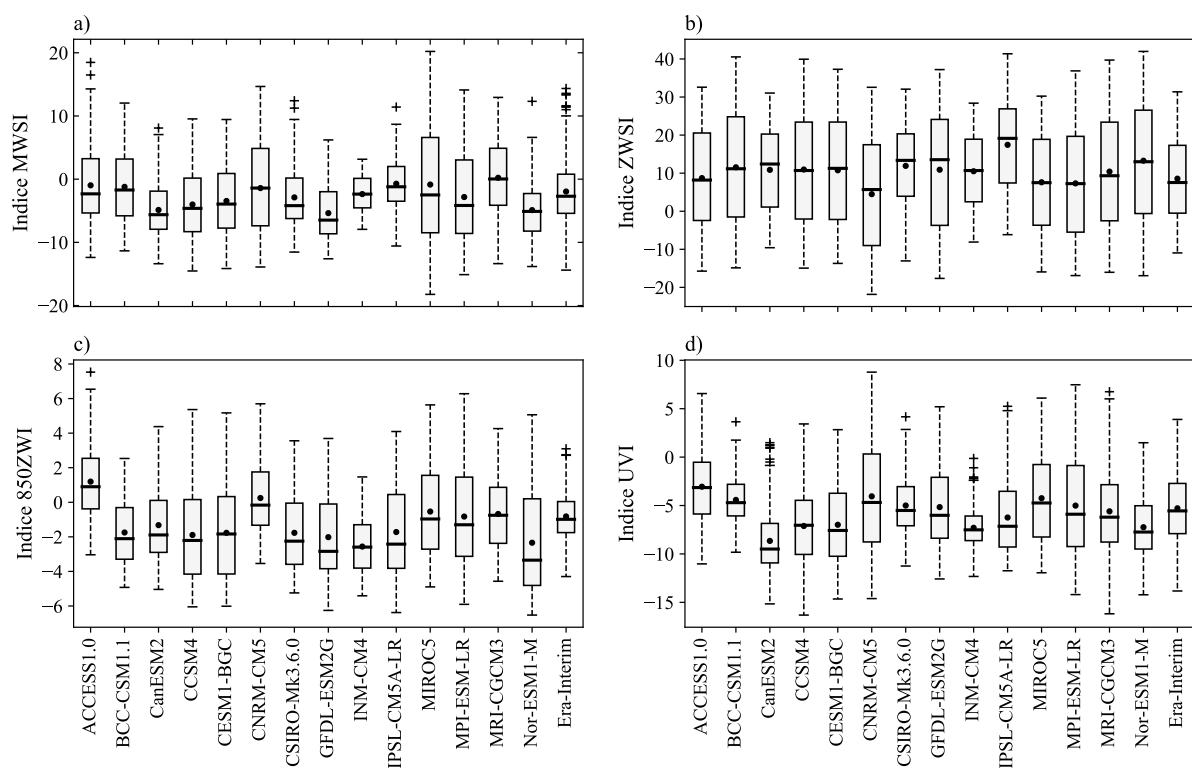 a)
Indice MWSI
20
10
0
−10
−20
b)
Indice ZWSI
40
30
20
10
0
−10
−20
c)
Indice 850ZWI
8
6
4
2
0
−2
−4
−6
d)
Indice UVI
10
5
0
−5
−10
−15
ACCESS1.0
BCC-CSM1.1
CanESM2
CCSM4
CESM1-BGC
CNRM-CM5
CSIRO-Mk3.6.0
GFDL-ESM2G
INM-CM4
IPSL-CM5A-LR
MIROC5
MPI-ESM-LR
MRI-CGCM3
Nor-ESM1-M
Era-Interim
ACCESS1.0
BCC-CSM1.1
CanESM2
CCSM4
CESM1-BGC
CNRM-CM5
CSIRO-Mk3.6.0
GFDL-ESM2G
INM-CM4
IPSL-CM5A-LR
MIROC5
MPI-ESM-LR
MRI-CGCM3
Nor-ESM1-M
Era-Interim